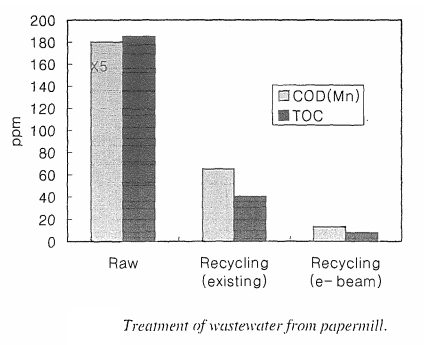 200
180
160
140
120
100
80
60
40
20
0
ppm
X5
COD(Mn)
TOC
Raw
Recycling
(existing)
Recycling
(e-beam)
Treatment of wastewater from papermill.